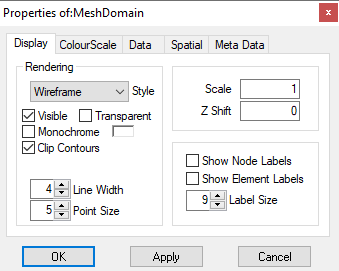 Properties of:MeshDomain
Display ColourScale Data Spatial Meta Data
Rendering
Wireframe Style
Visible Transparent
Monochrome
Clip Contours
4 Line Width
5 Point Size
Scale 1
Z Shift 0
Show Node Labels
Show Element Labels
9 Label Size
OK Apply Cancel